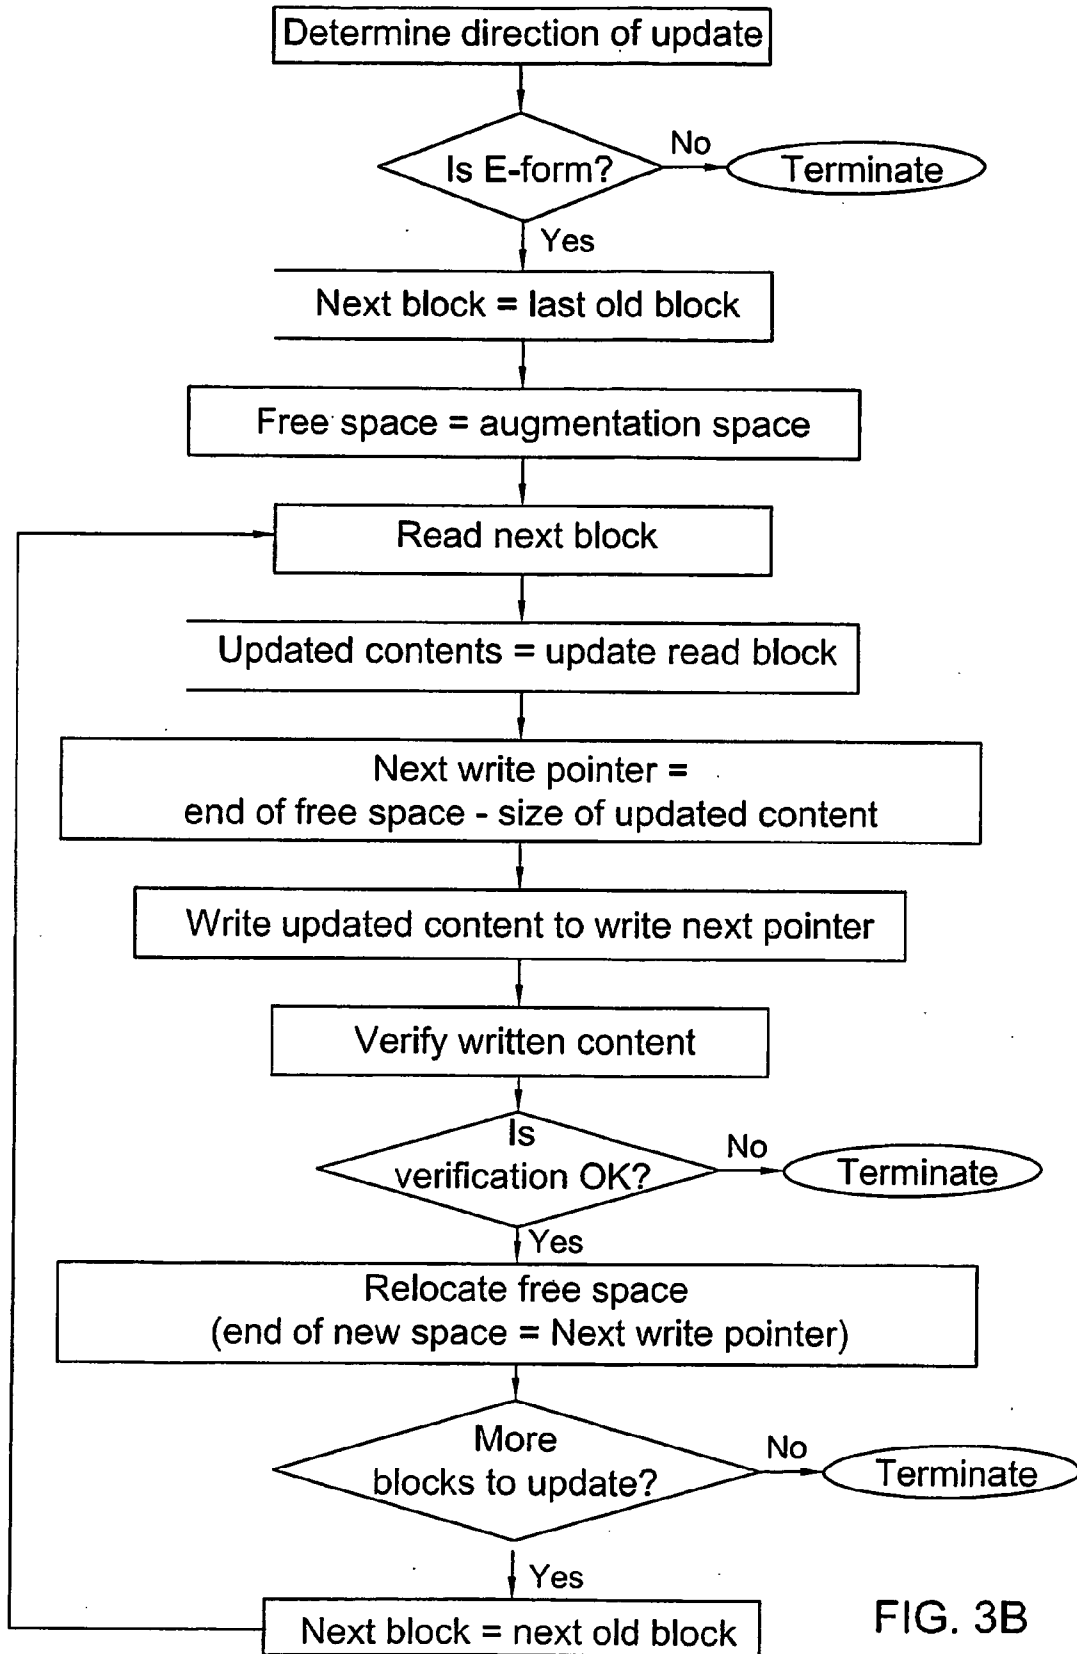 Determine direction of update
Is E-form?
No
Terminate
Yes
Next block = last old block
Free space = augmentation space
Read next block
Updated contents = update read block
Next write pointer =
end of free space - size of updated content
Write updated content to write next pointer
Verify written content
Is
verification OK?
No
Terminate
Yes
Relocate free space
(end of new space = Next write pointer)
More
blocks to update?
No
Terminate
Yes
Next block = next old block
FIG. 3B